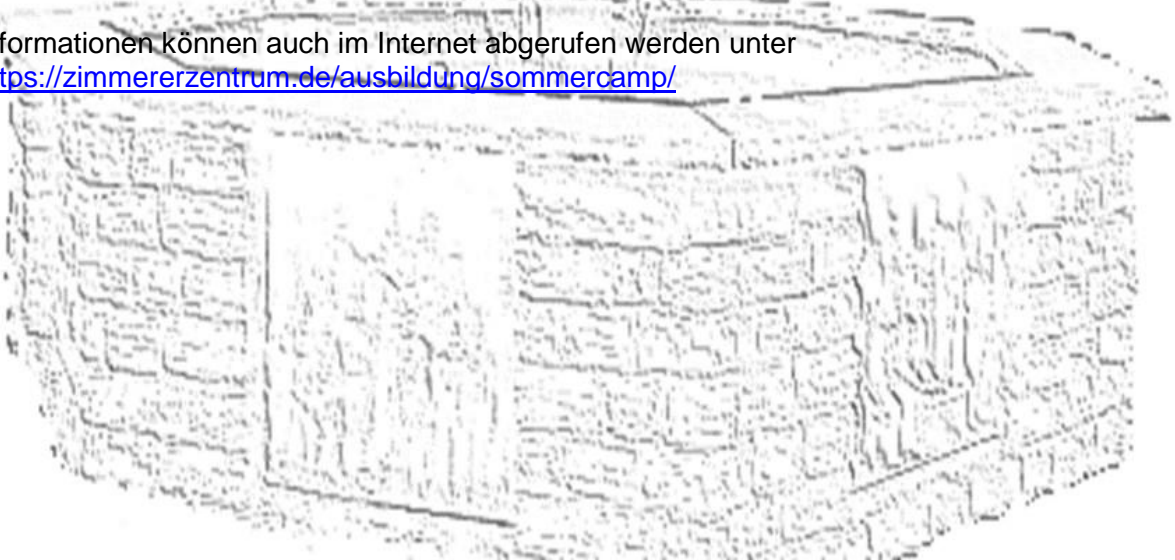 formationen können auch im Internet abgerufen werden unter
tps://zimmererzentrum.de/ausbildung/sommercamp/